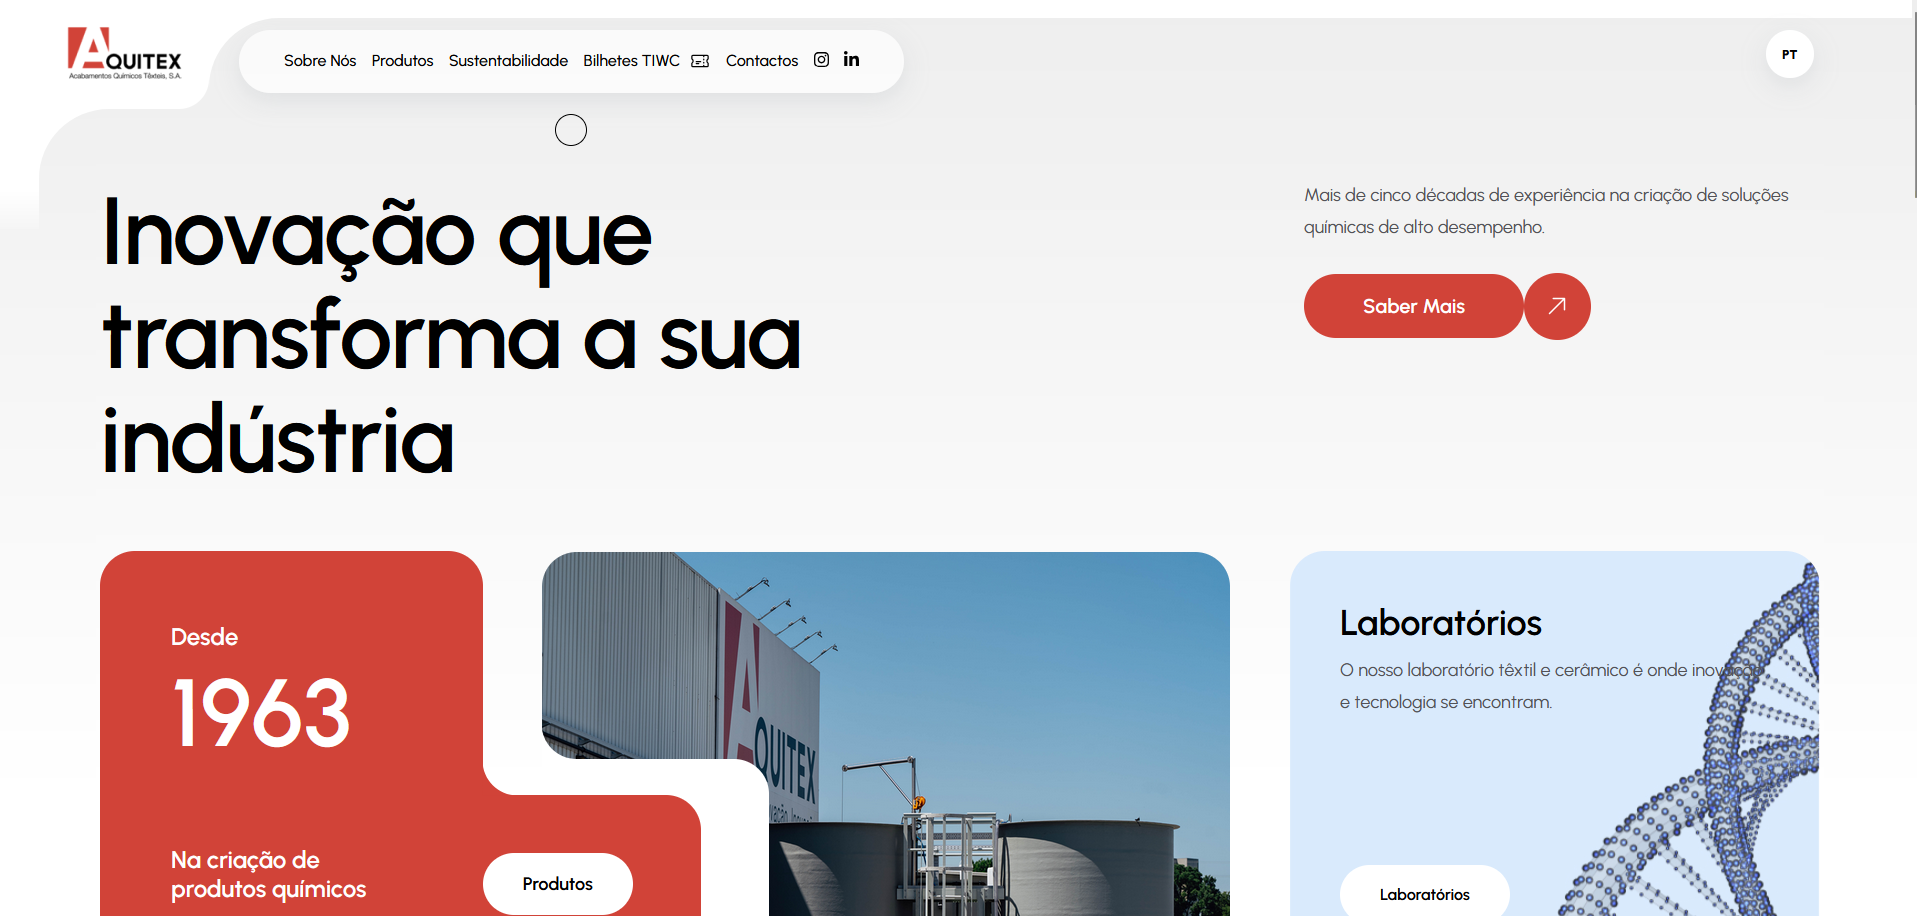 AQUITEX
Acabamentos Químicos Têxteis, S.A.
Sobre Nós Produtos Sustentabilidade Bilhetes TIWC Contactos
PT
Inovação que
transforma a sua
indústria
Mais de cinco décadas de experiência na criação de soluções
químicas de alto desempenho.
Saber Mais
Desde
1963
Na criação de
produtos químicos
Produtos
AQUITEX
Laboratórios
O nosso laboratório têxtil e cerâmico é onde inovação
e tecnologia se encontram.
Laboratórios